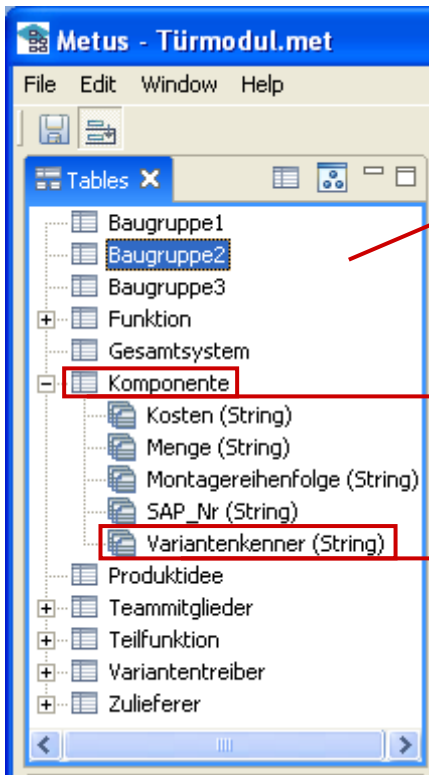 Metus - Türmodul.met
File Edit Window Help
Tables
Baugruppe1
Baugruppe2
Baugruppe3
Funktion
Gesamtsystem
Komponente
Kosten (String)
Menge (String)
Montagereihenfolge (String)
SAP_Nr (String)
Variantenkenner (String)
Produktidee
Teammitglieder
Teilfunktion
Variantentreiber
Zulieferer